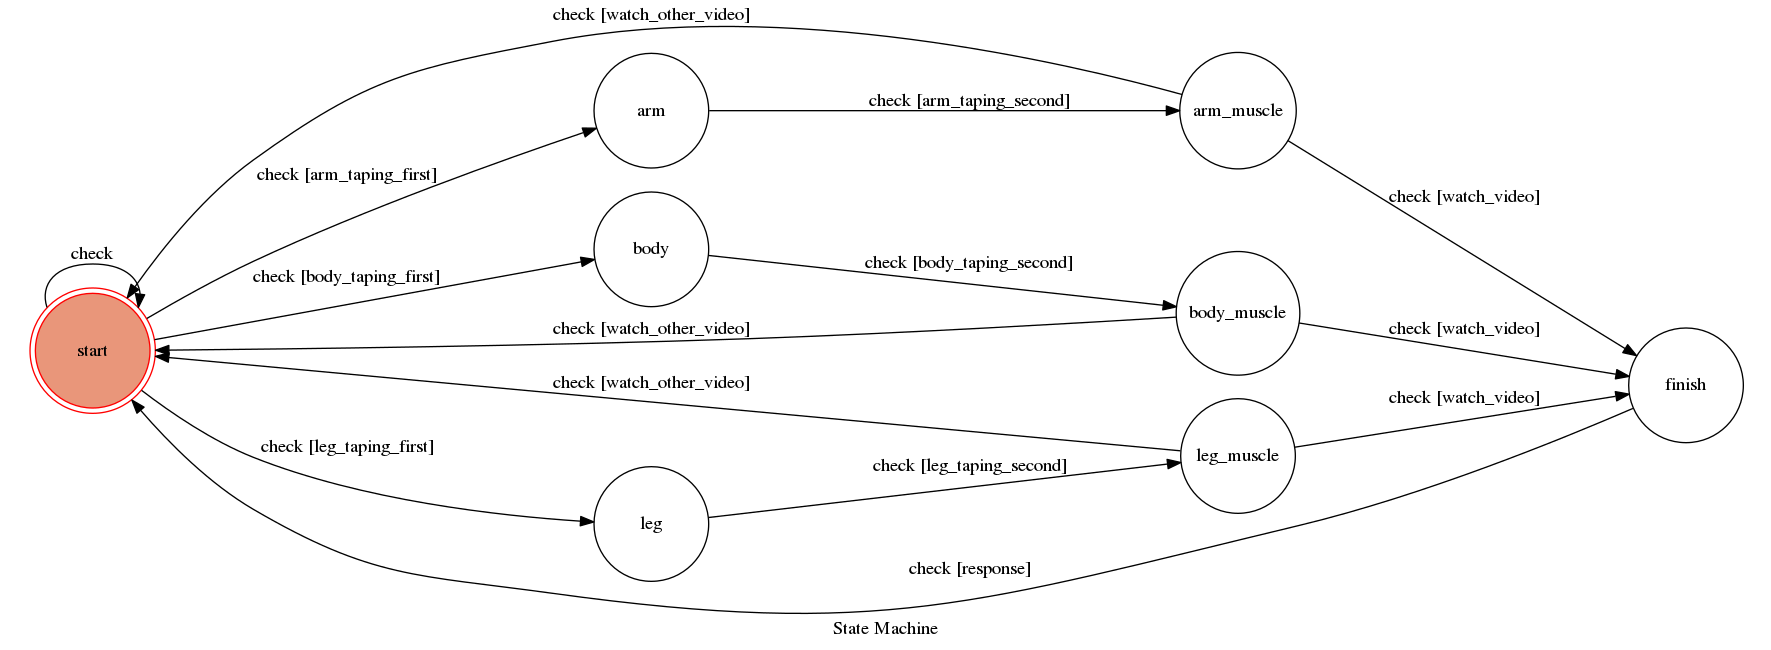 check [watch_other_video]
arm
arm_muscle
check [arm_taping_second]
check [arm_taping_first]
check [watch_video]
check
body
check [body_taping_second]
check [body_taping_first]
body_muscle
check [watch_other_video]
check [watch_video]
start
finish
check [watch_other_video]
check [watch_video]
check [leg_taping_first]
leg_muscle
check [leg_taping_second]
leg
check [response]
State Machine